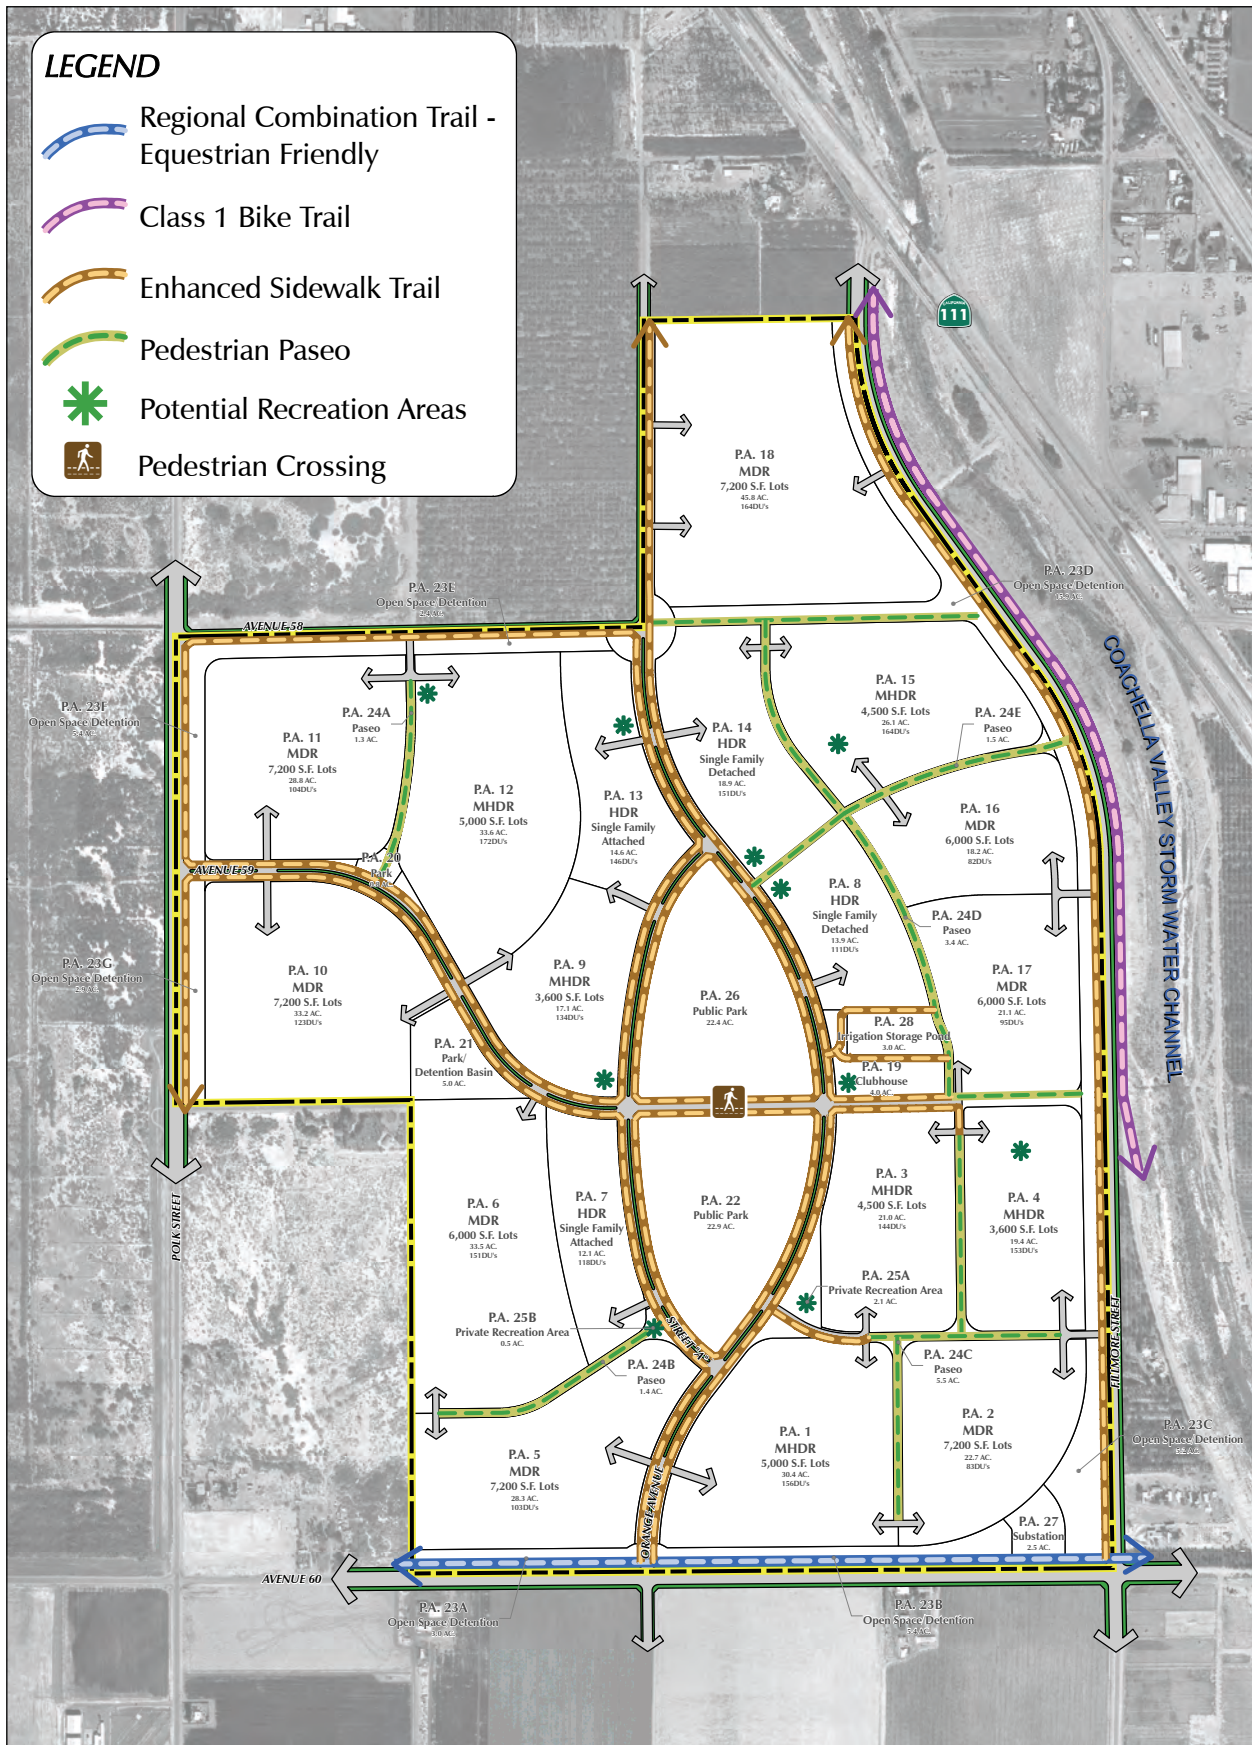 LEGEND
Regional Combination Trail -
Equestrian Friendly
Class 1 Bike Trail
Enhanced Sidewalk Trail
Pedestrian Paseo
Potential Recreation Areas
Pedestrian Crossing
CALIFORNIA
111
P.A. 18
MDR
7,200 S.F. Lots
45.8 AC.
164DU's
P.A. 23D
Open Space Detention
P.A. 23E
Open Space Detention
2.4 AC.
AVENUE 58
COACHELLA VALLEY STORM WATER CHANNEL
P.A. 23F
Open Space Detention
5.4 AC.
P.A. 24A
Paseo
1.3 AC.
P.A. 11
MDR
7,200 S.F. Lots
28.8 AC.
104DU's
P.A. 12
MHDR
5,000 S.F. Lots
33.6 AC.
172DU's
P.A. 13
HDR
Single Family
Attached
14.6 AC.
146DU's
P.A. 14
HDR
Single Family
Detached
18.9 AC.
151DU's
P.A. 15
MHDR
4,500 S.F. Lots
26.1 AC.
164DU's
P.A. 24E
Paseo
1.5 AC.
P.A. 16
MDR
6,000 S.F. Lots
18.2 AC.
82DU's
P.A. 20
Park
AVENUE 59
P.A. 8
HDR
Single Family
Detached
13.9 AC.
111DU's
P.A. 24D
Paseo
3.4 AC.
P.A. 23G
Open Space Detention
2.9 AC.
P.A. 10
MDR
7,200 S.F. Lots
33.2 AC.
123DU's
P.A. 9
MHDR
3,600 S.F. Lots
17.1 AC.
134DU's
P.A. 26
Public Park
22.4 AC.
P.A. 17
MDR
6,000 S.F. Lots
21.1 AC.
95DU's
P.A. 28
Irrigation Storage Pond
3.0 AC.
P.A. 21
Park/
Detention Basin
5.0 AC.
P.A. 19
Clubhouse
4.0 AC.
POLK STREET
P.A. 6
MDR
6,000 S.F. Lots
33.5 AC.
151DU's
P.A. 7
HDR
Single Family
Attached
12.1 AC.
118DU's
P.A. 22
Public Park
22.9 AC.
P.A. 3
MHDR
4,500 S.F. Lots
21.0 AC.
144DU's
P.A. 4
MHDR
3,600 S.F. Lots
19.4 AC.
153DU's
P.A. 25A
Private Recreation Area
2.1 AC.
P.A. 25B
Private Recreation Area
0.5 AC.
STREET "A"
FILLMORE STREET
P.A. 24B
Paseo
1.4 AC.
P.A. 24C
Paseo
5.5 AC.
P.A. 5
MDR
7,200 S.F. Lots
28.3 AC.
103DU's
P.A. 1
MHDR
5,000 S.F. Lots
30.4 AC.
156DU's
P.A. 2
MDR
7,200 S.F. Lots
22.7 AC.
83DU's
P.A. 23C
Open Space/Detention
ORANGE AVENUE
P.A. 27
Substation
2.5 AC.
AVENUE 60
P.A. 23A
Open Space/Detention
3.0 AC.
P.A. 23B
Open Space/Detention